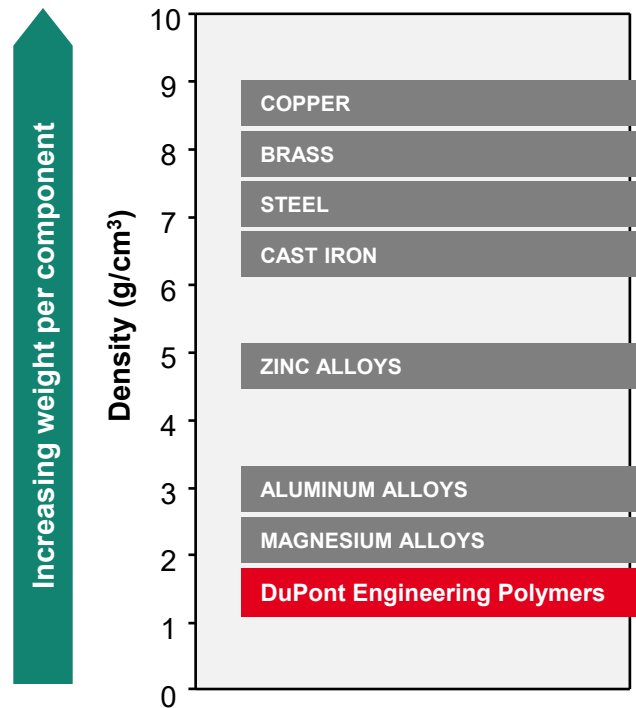 Increasing weight per component
Density (g/cm³)
10
9
8
7
6
5
4
3
2
1
0
COPPER
BRASS
STEEL
CAST IRON
ZINC ALLOYS
ALUMINUM ALLOYS
MAGNESIUM ALLOYS
DuPont Engineering Polymers